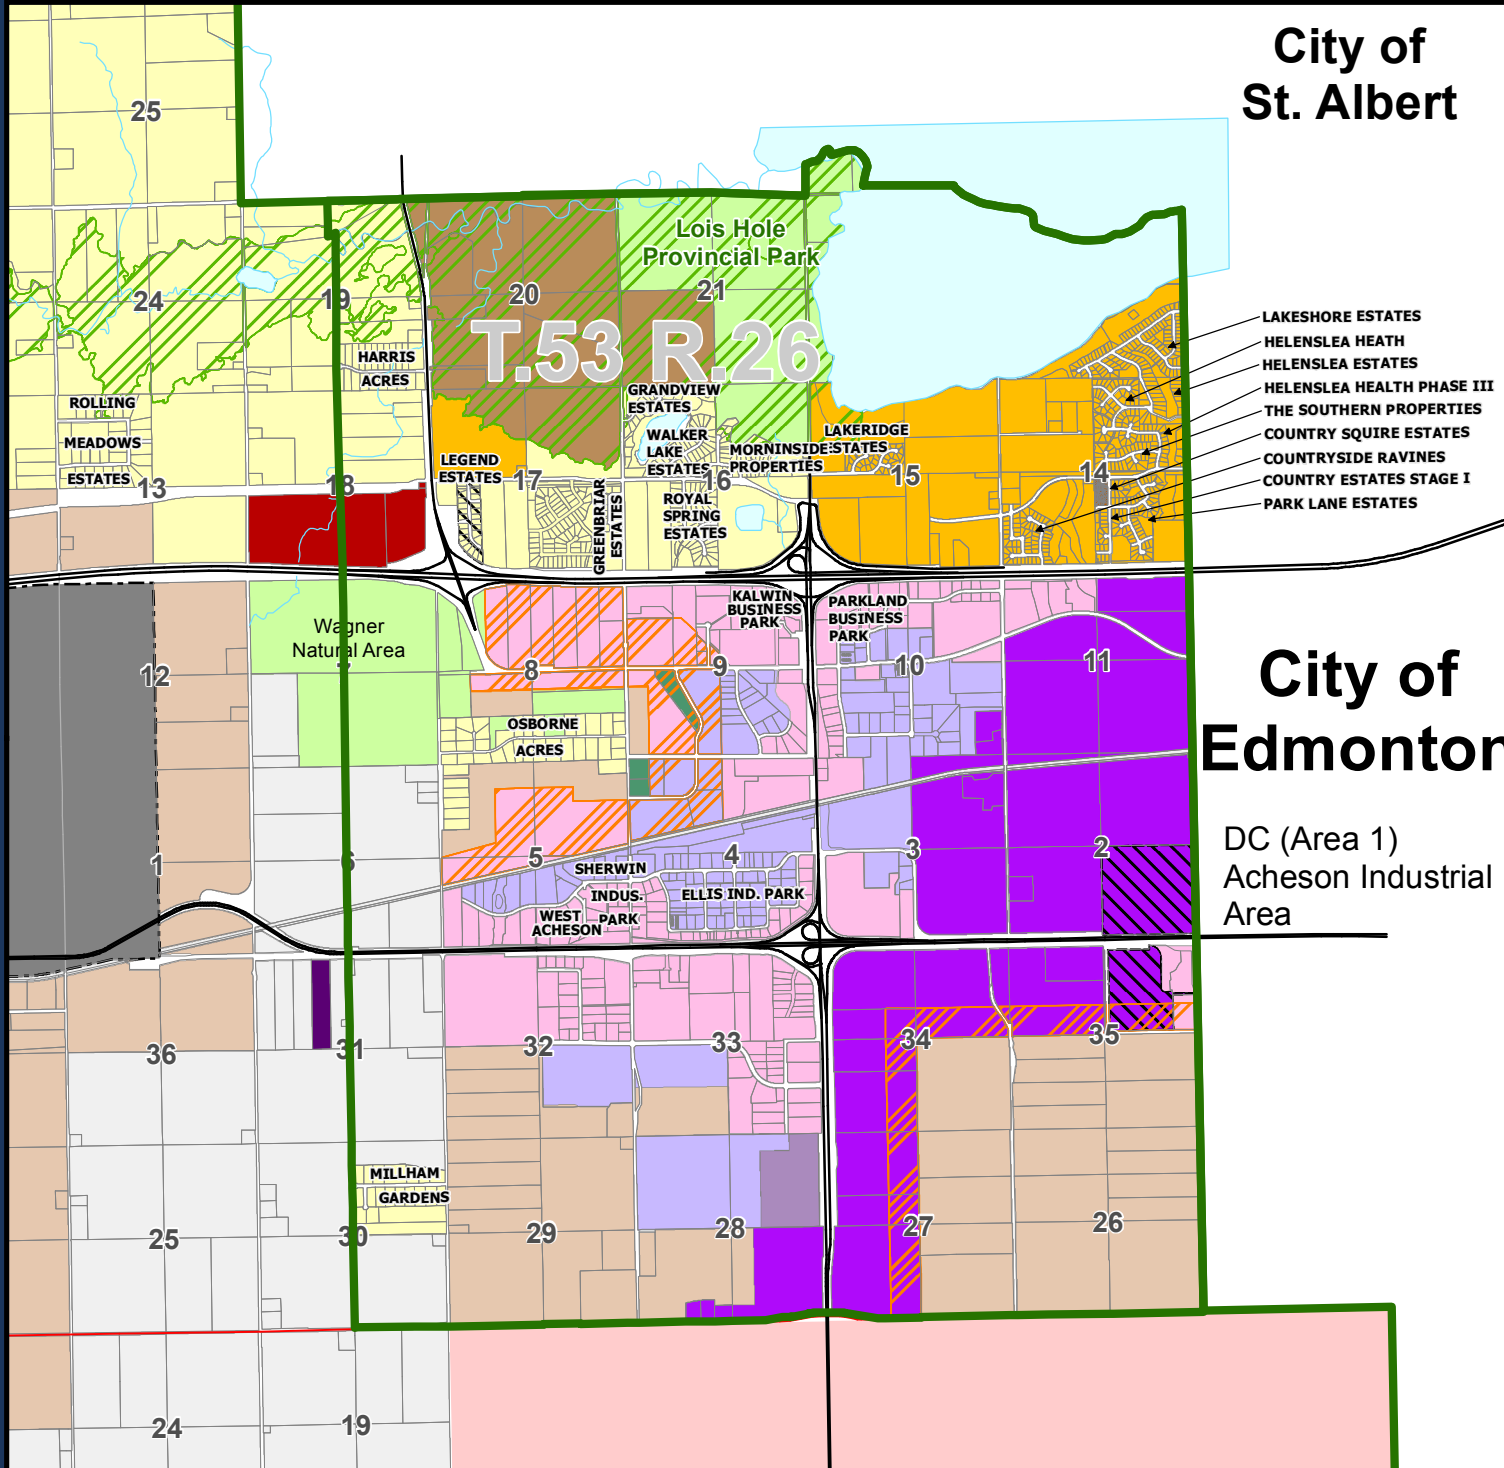 City of
St. Albert
25
Lois Hole
Provincial Park
24
19
20
21
T.53 R.26
LAKESHORE ESTATES
HELENSLEA HEATH
HELENSLEA ESTATES
HELENSLEA HEALTH PHASE III
THE SOUTHERN PROPERTIES
COUNTRY SQUIRE ESTATES
COUNTRYSIDE RAVINES
COUNTRY ESTATES STAGE I
PARK LANE ESTATES
HARRIS
ACRES
ROLLING
MEADOWS
ESTATES
GRANDVIEW
ESTATES
WALKER
LAKE
ESTATES
MORNINSIDE
PROPERTIES
LAKERIDGE
ESTATES
LEGEND
ESTATES
13
18
17
16
15
14
GREENBRIAR
ESTATES
ROYAL
SPRING
ESTATES
Wagner
Natural Area
KALWIN
BUSINESS
PARK
PARKLAND
BUSINESS
PARK
12
7
8
9
10
11
City of
Edmonton
OSBORNE
ACRES
DC (Area 1)
Acheson Industrial
Area
1
6
5
4
3
2
SHERWIN
INDUS.
PARK
ELLIS IND. PARK
WEST
ACHESON
36
31
32
33
34
35
MILLHAM
GARDENS
25
30
29
28
27
26
24
19